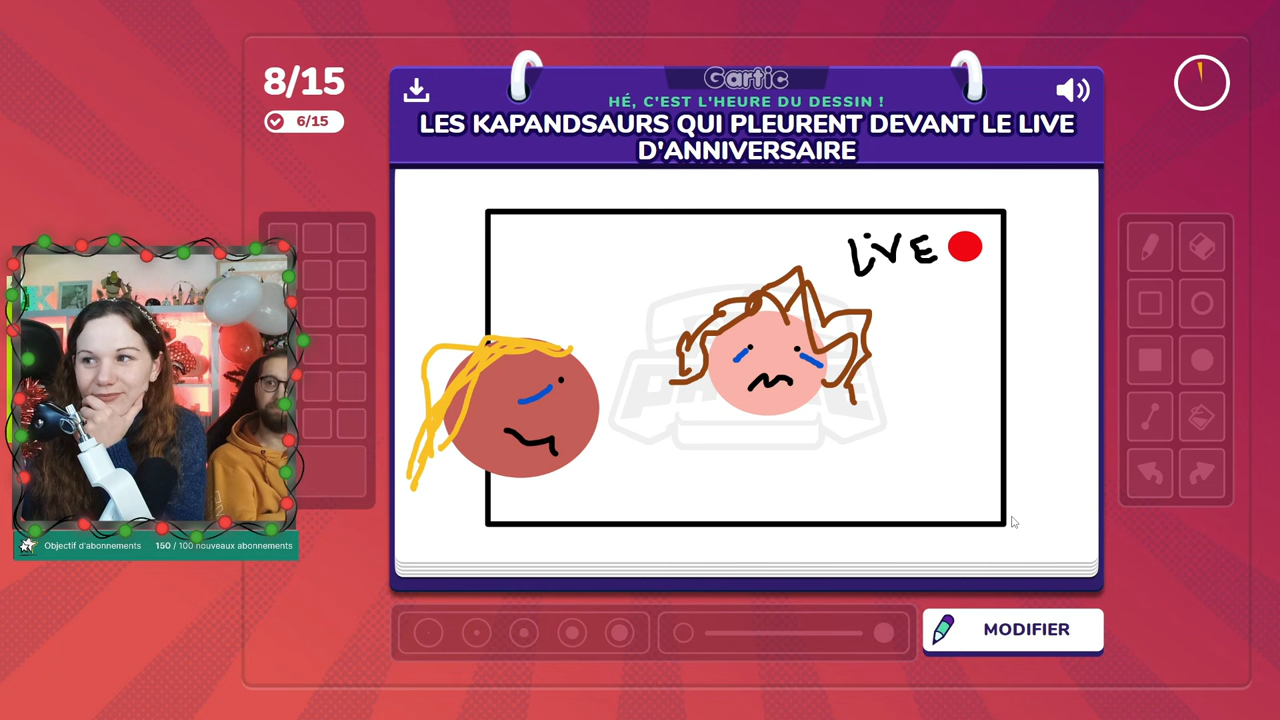 8/15
6/15
Gartic
HÉ, C'EST L'HEURE DU DESSIN !
LES KAPANDSAURS QUI PLEURENT DEVANT LE LIVE
D'ANNIVERSAIRE
LiVE
K
Objectif d'abonnements 150 / 100 nouveaux abonnements
MODIFIER